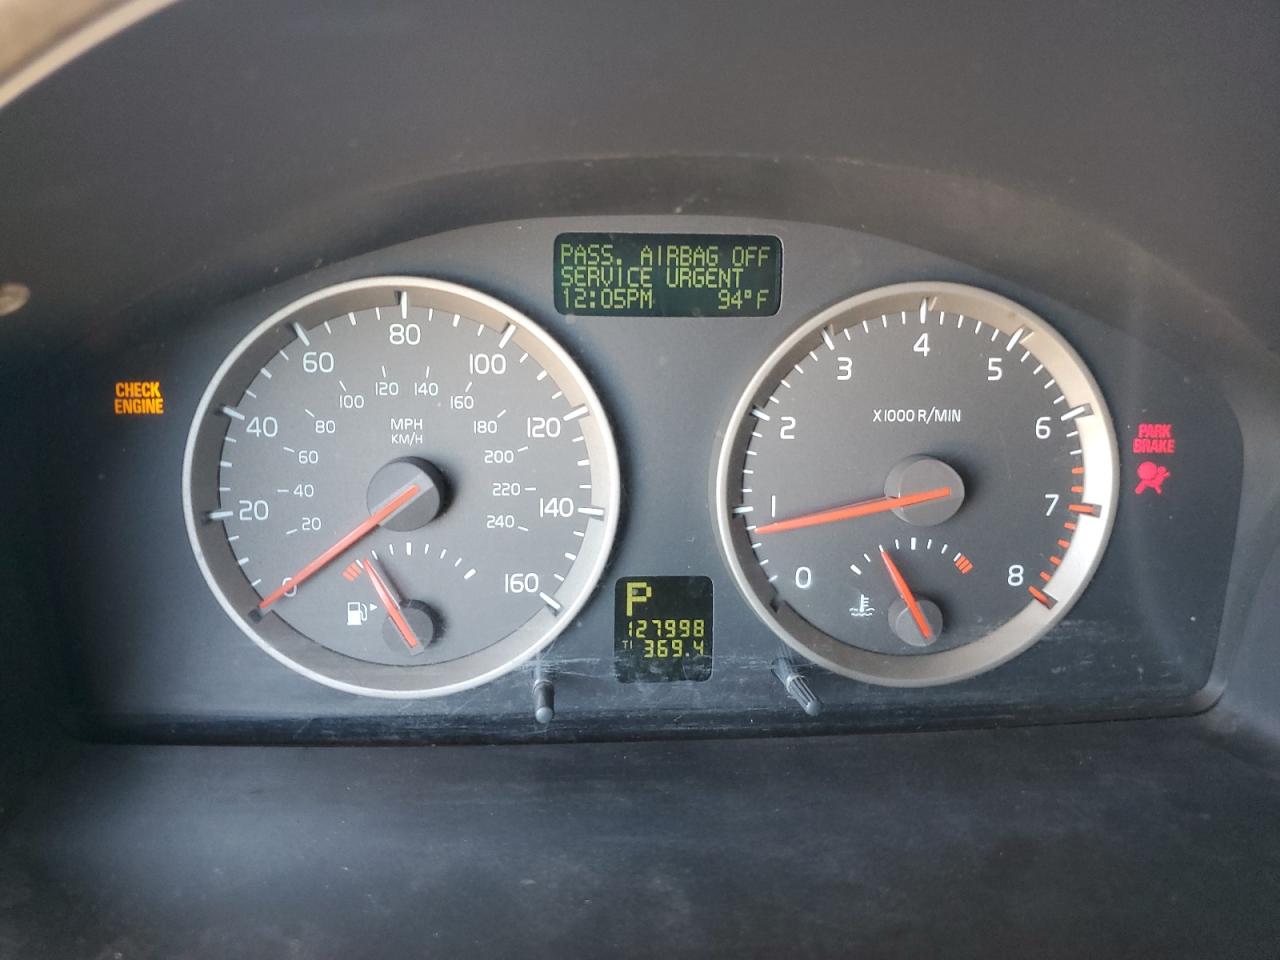 PASS. AIRBAG OFF
SERVICE URGENT
12:05PM 94°F
CHECK
ENGINE
0 20 40 60 80 100 120 140 160
20 40 60 80 100 120 140 160 180 200 220 240
MPH
KM/H
P
127998
T1 369.4
0 1 2 3 4 5 6 7 8
X1000 R/MIN
PARK
BRAKE